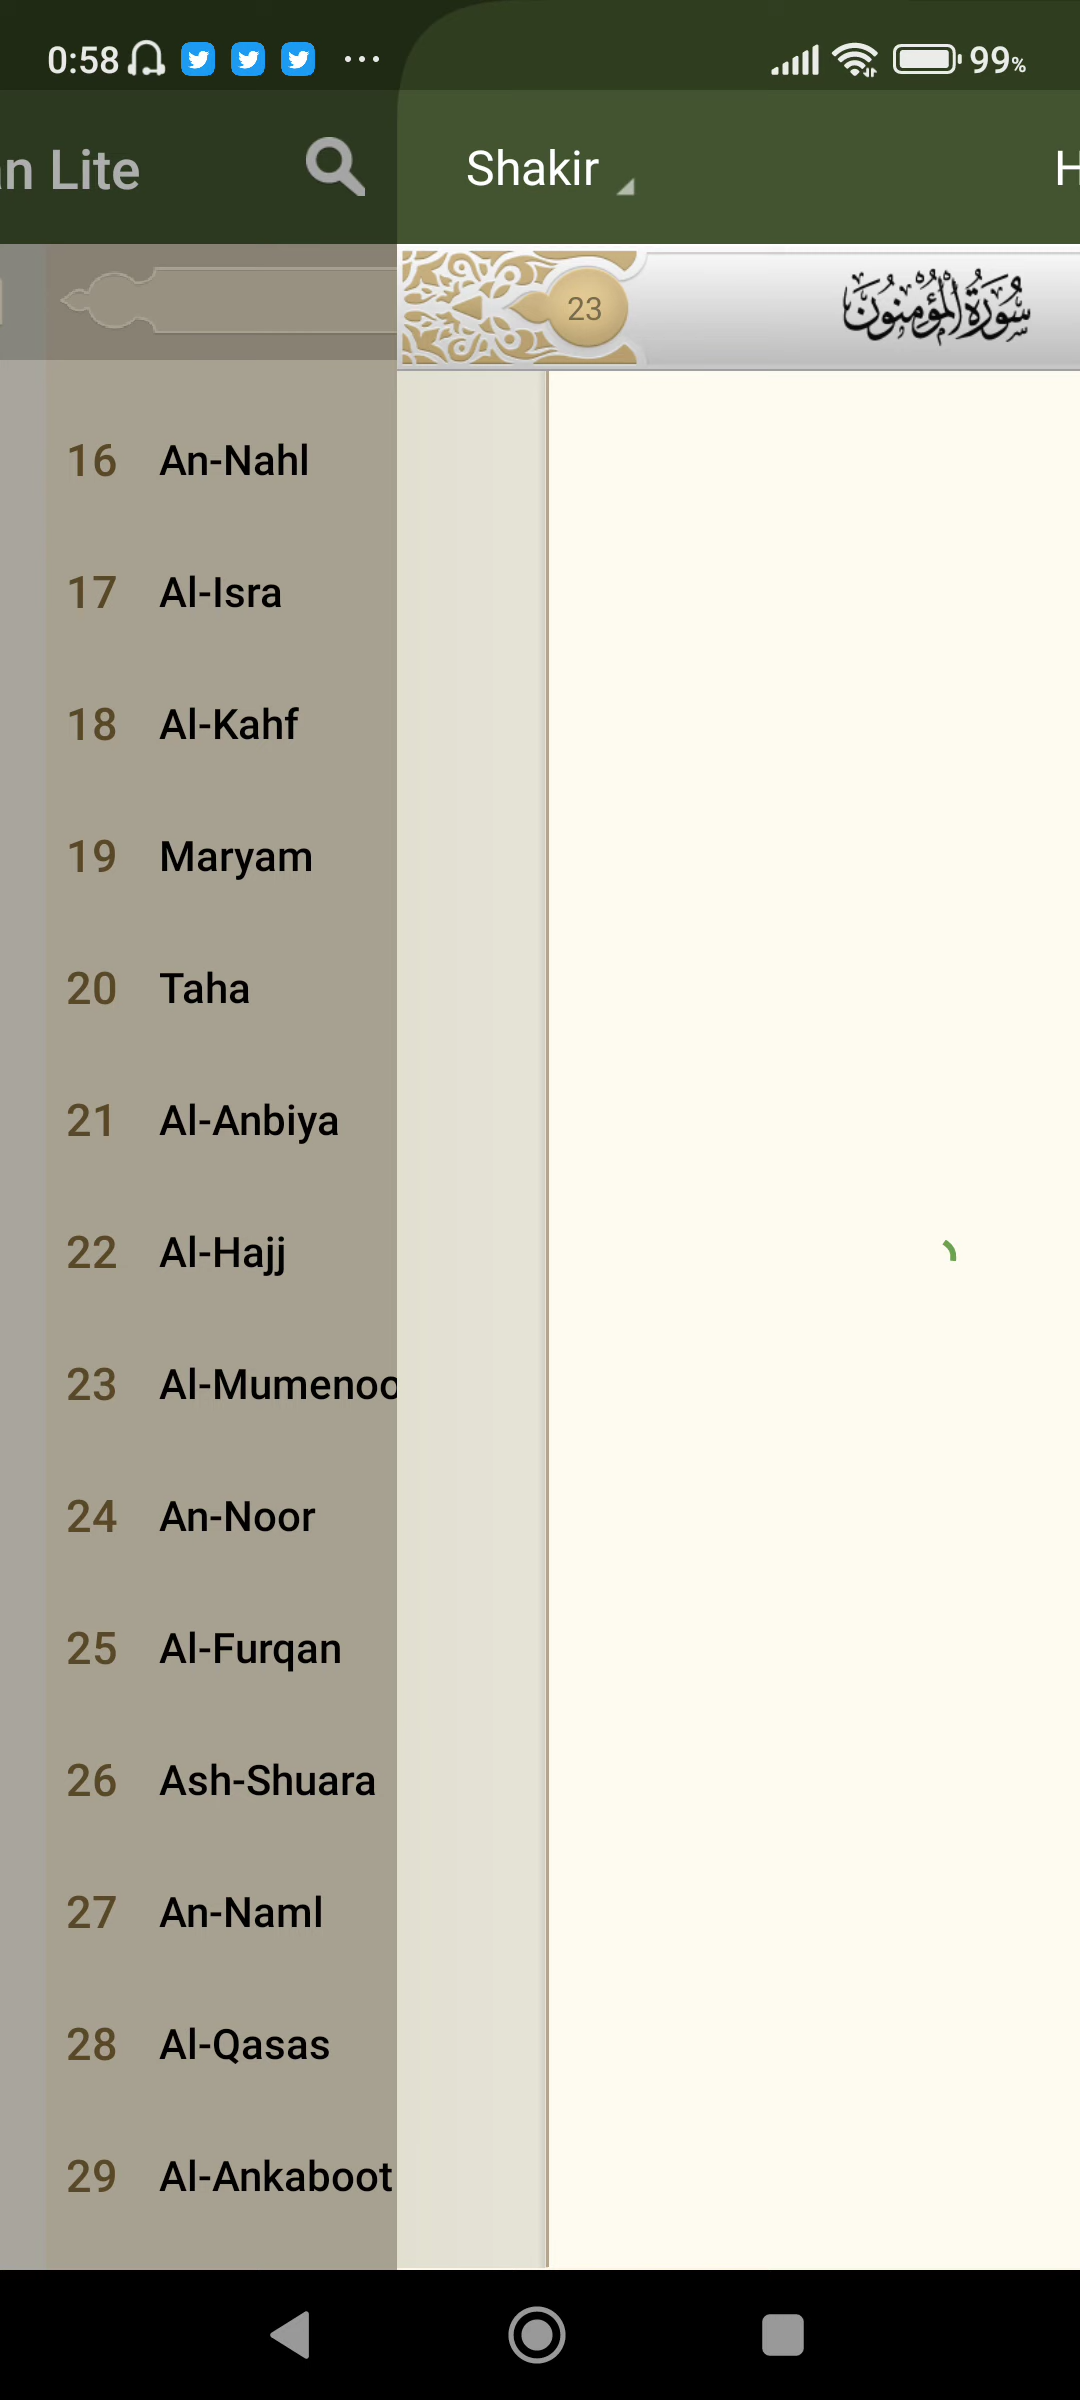 0:58 99%
n Lite
Shakir
H
23 سُورَةُ الْمُؤْمِنُونَ
16 An-Nahl
17 Al-Isra
18 Al-Kahf
19 Maryam
20 Taha
21 Al-Anbiya
22 Al-Hajj
23 Al-Mumenoo
24 An-Noor
25 Al-Furqan
26 Ash-Shuara
27 An-Naml
28 Al-Qasas
29 Al-Ankaboot